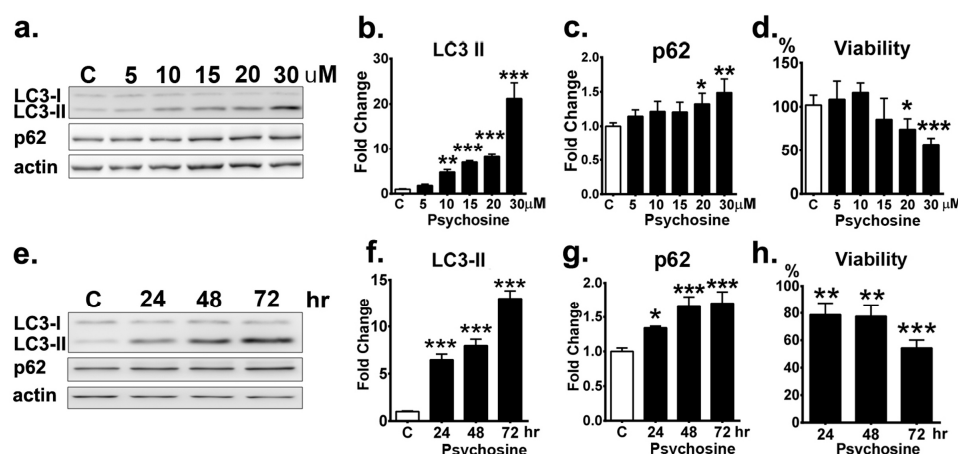 a.
C 5 10 15 20 30 uM
LC3-I
LC3-II
p62
actin
b.
LC3 II
Fold Change
30
20
10
0
**
***
***
***
C 5 10 15 20 30μM
Psychosine
c.
p62
Fold Change
2.0
1.5
1.0
0.5
0.0
*
**
C 5 10 15 20 30μM
Psychosine
d.
Viability
%
150
100
50
0
*
***
C 5 10 15 20 30μM
Psychosine
e.
C 24 48 72 hr
LC3-I
LC3-II
p62
actin
f.
LC3-II
Fold Change
15
10
5
0
***
***
***
C 24 48 72 hr
Psychosine
g.
p62
Fold Change
2.0
1.5
1.0
0.5
0.0
*
***
***
C 24 48 72 hr
Psychosine
h.
Viability
%
100
80
60
40
20
0
**
**
***
24 48 72 hr
Psychosine